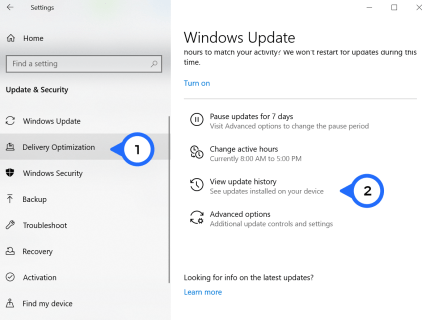 Settings
Home
Find a setting
Update & Security
Windows Update
Delivery Optimization
1
Windows Security
Backup
Troubleshoot
Recovery
Activation
Find my device
Windows Update
hours to match your activity? We won't restart for updates during this
time.
Turn on
Pause updates for 7 days
Visit Advanced options to change the pause period
Change active hours
Currently 8:00 AM to 5:00 PM
View update history
See updates installed on your device
2
Advanced options
Additional update controls and settings
Looking for info on the latest updates?
Learn more